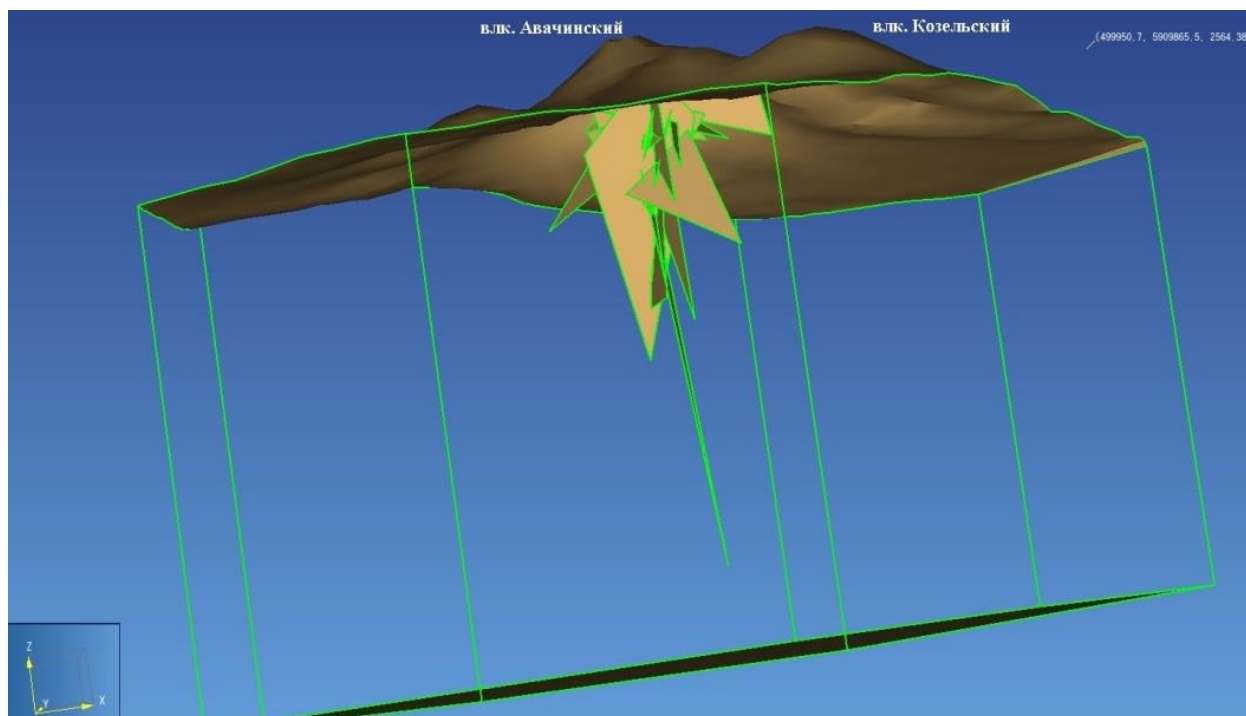 влк. Авачинский
влк. Козельский
(499950,7, 5909865.5, 2564.38
Z
Y
X